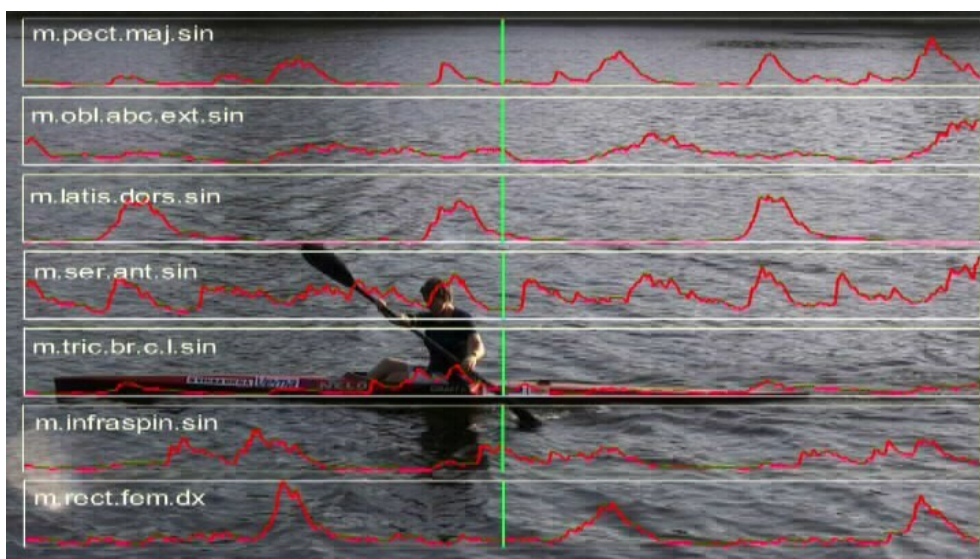 m.pect.maj.sin
m.obl.abc.ext.sin
m.latis.dors.sin
m.ser.ant.sin
m.tric.br.c.l.sin
NELO
m.infraspin.sin
m.rect.fem.dx